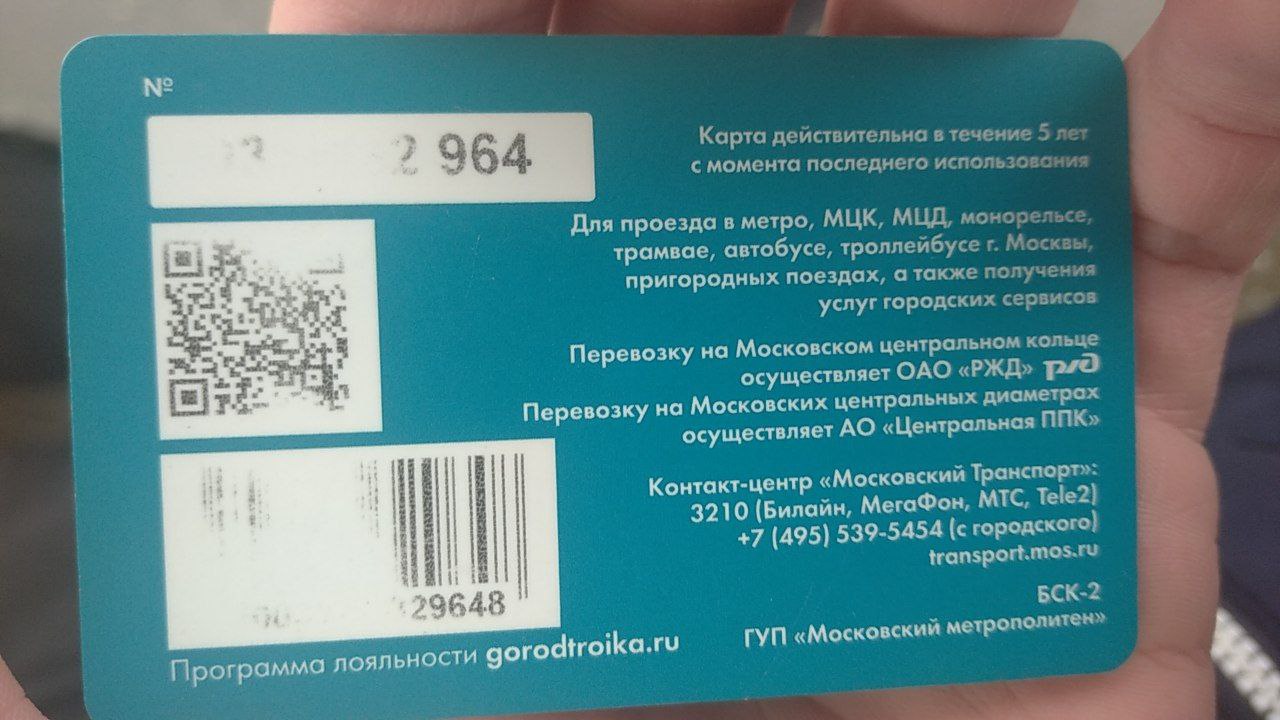 №
2 964
Карта действительна в течение 5 лет
с момента последнего использования
Для проезда в метро, МЦК, МЦД, монорельсе,
трамвае, автобусе, троллейбусе г. Москвы,
пригородных поездах, а также получения
услуг городских сервисов
Перевозку на Московском центральном кольце
осуществляет ОАО «РЖД» ржд
Перевозку на Московских центральных диаметрах
осуществляет АО «Центральная ППК»
Контакт-центр «Московский Транспорт»:
3210 (Билайн, МегаФон, МТС, Tele2)
+7 (495) 539-5454 (с городского)
transport.mos.ru
29648
БСК-2
ГУП «Московский метрополитен»
Программа лояльности gorodtroika.ru